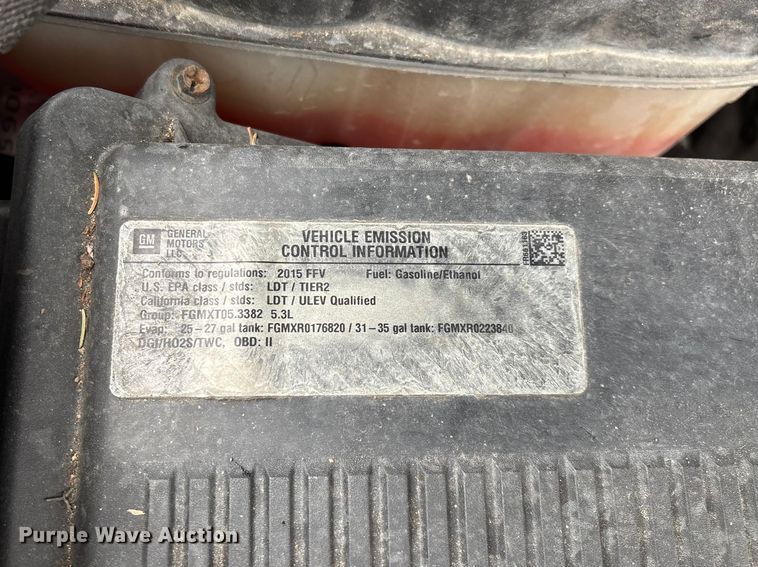 GM
GENERAL
MOTORS
LLC
VEHICLE EMISSION
CONTROL INFORMATION
Conforms to regulations: 2015 FFV Fuel: Gasoline/Ethanol
U.S. EPA class / stds: LDT / TIER2
California class / stds: LDT / ULEV Qualified
Group: FGMXT05.3382 5.3L
Evap: 25 – 27 gal tank: FGMXR0176820 / 31 – 35 gal tank: FGMXR0223840
DGI/HO2S/TWC, OBD: II
Purple Wave Auction